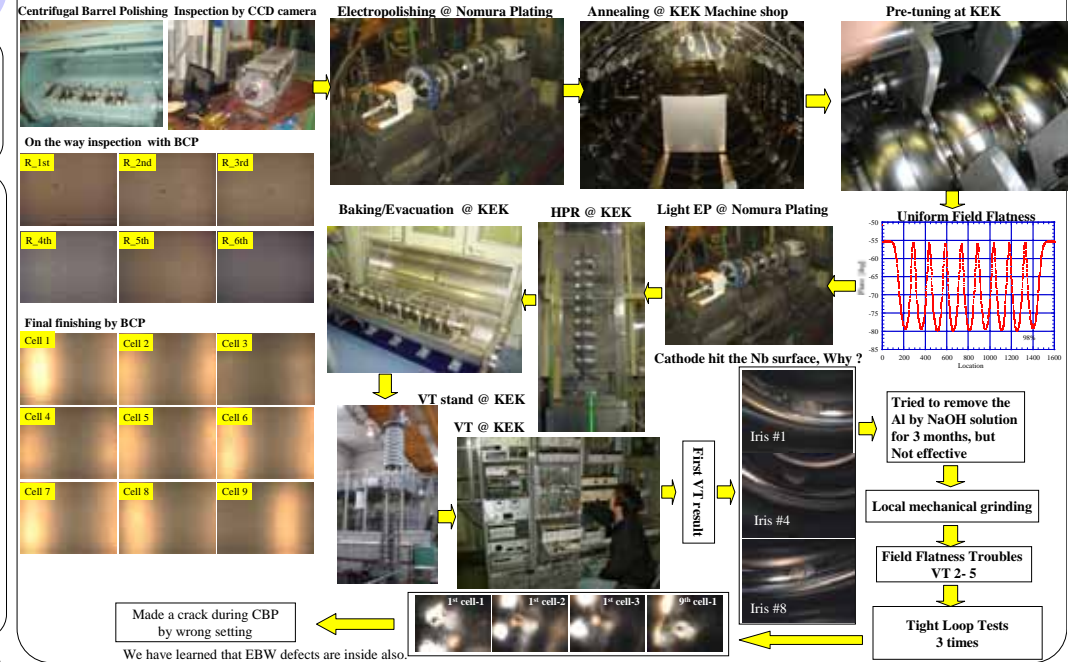 Centrifugal Barrel Polishing
Inspection by CCD camera
Electropolishing @ Nomura Plating
Annealing @ KEK Machine shop
Pre-tuning at KEK
On the way inspection with BCP
R_1st
R_2nd
R_3rd
R_4th
R_5th
R_6th
Baking/Evacuation @ KEK
HPR @ KEK
Light EP @ Nomura Plating
Uniform Field Flatness
-50
-55
-60
-65
-70
-75
-80
-85
98%
0 200 400 600 800 1000 1200 1400 1600
Location
Final finishing by BCP
Cell 1
Cell 2
Cell 3
Cell 4
Cell 5
Cell 6
Cell 7
Cell 8
Cell 9
VT stand @ KEK
VT @ KEK
First VT result
Cathode hit the Nb surface, Why ?
Iris #1
Iris #4
Iris #8
Tried to remove the
Al by NaOH solution
for 3 months, but
Not effective
Local mechanical grinding
Field Flatness Troubles
VT 2- 5
Tight Loop Tests
3 times
1st cell-1
1st cell-2
1st cell-3
9th cell-1
Made a crack during CBP
by wrong setting
We have learned that EBW defects are inside also.